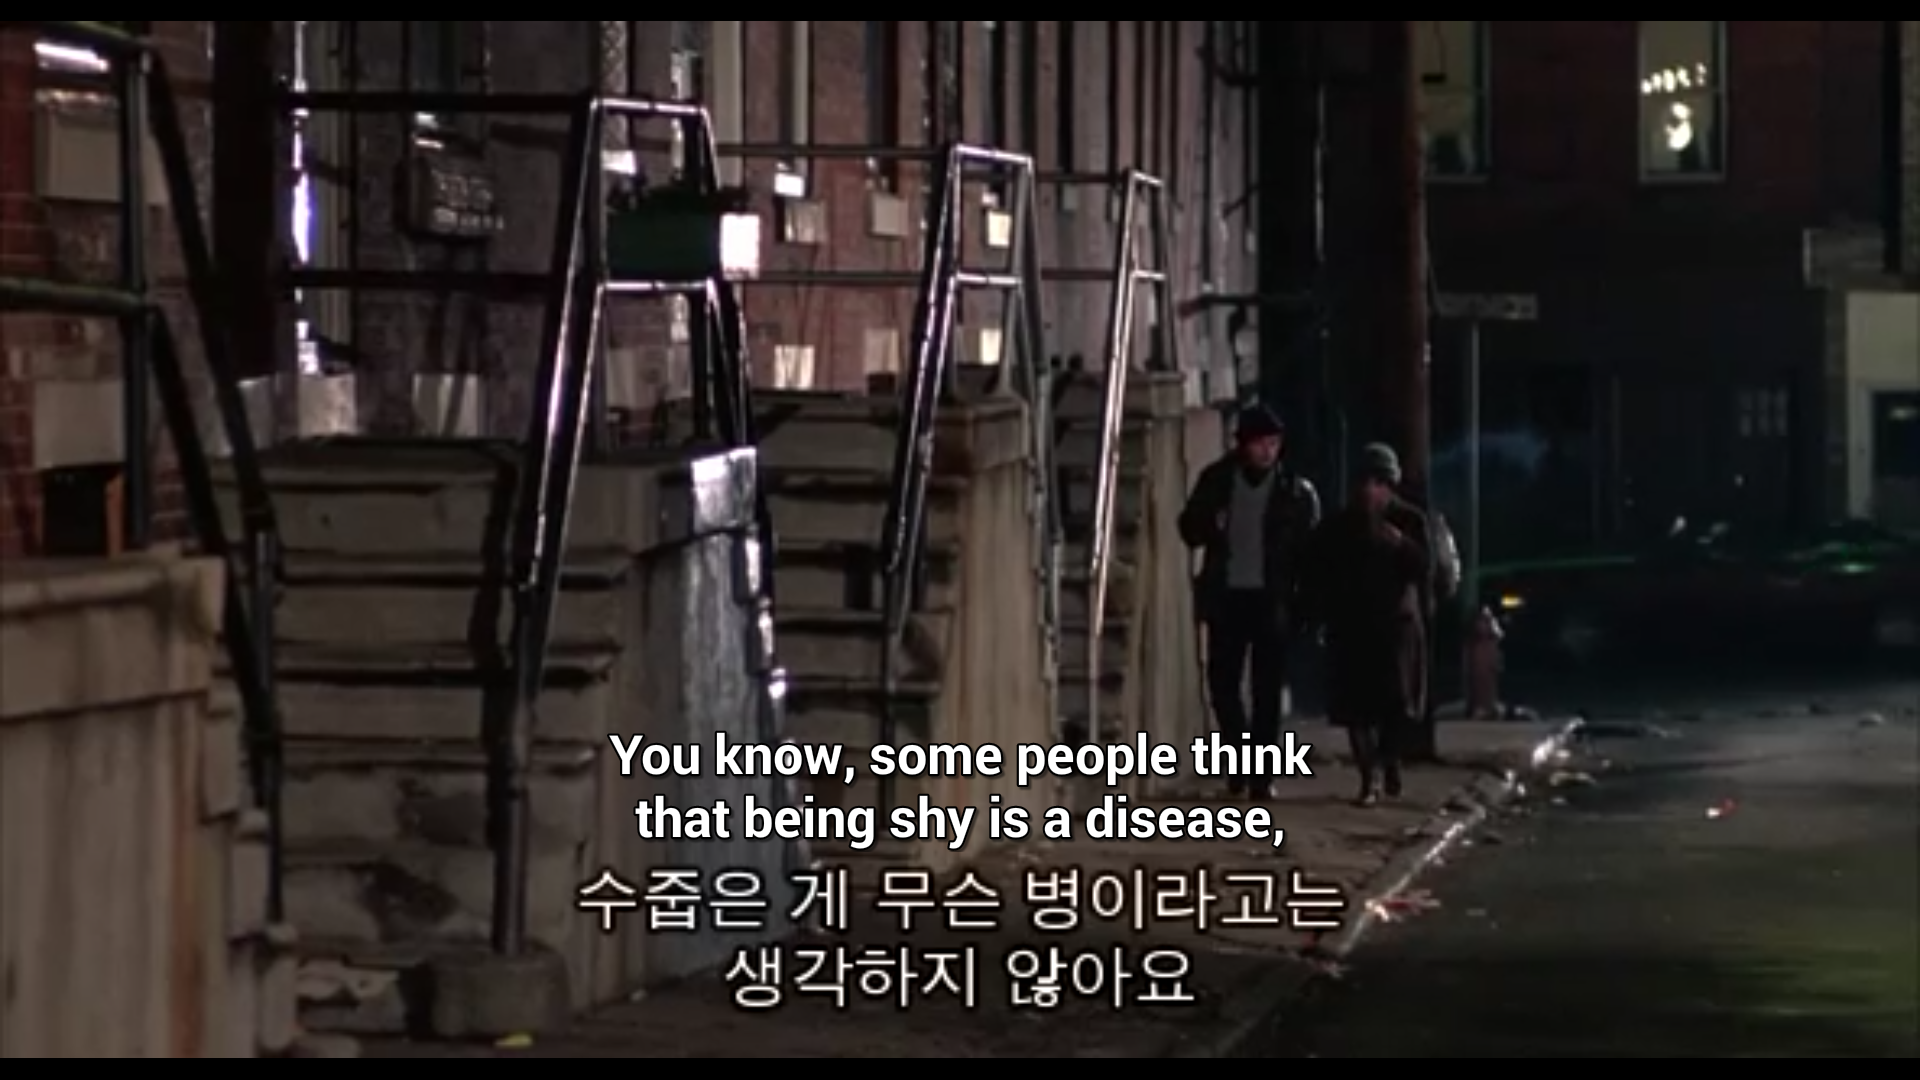 You know, some people think
that being shy is a disease,
수줍은 게 무슨 병이라고는
생각하지 않아요